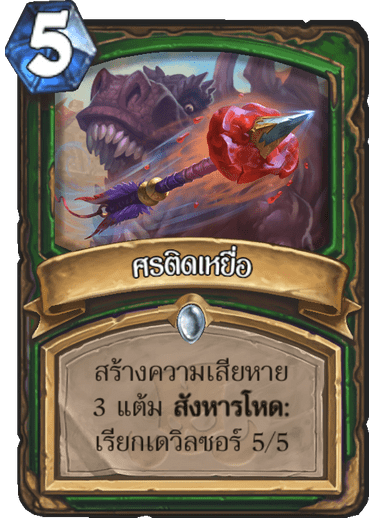 5
ศรติดเหยื่อ
สร้างความเสียหาย
3 แต้ม สังหารโหด:
เรียกเดวิลซอร์ 5/5